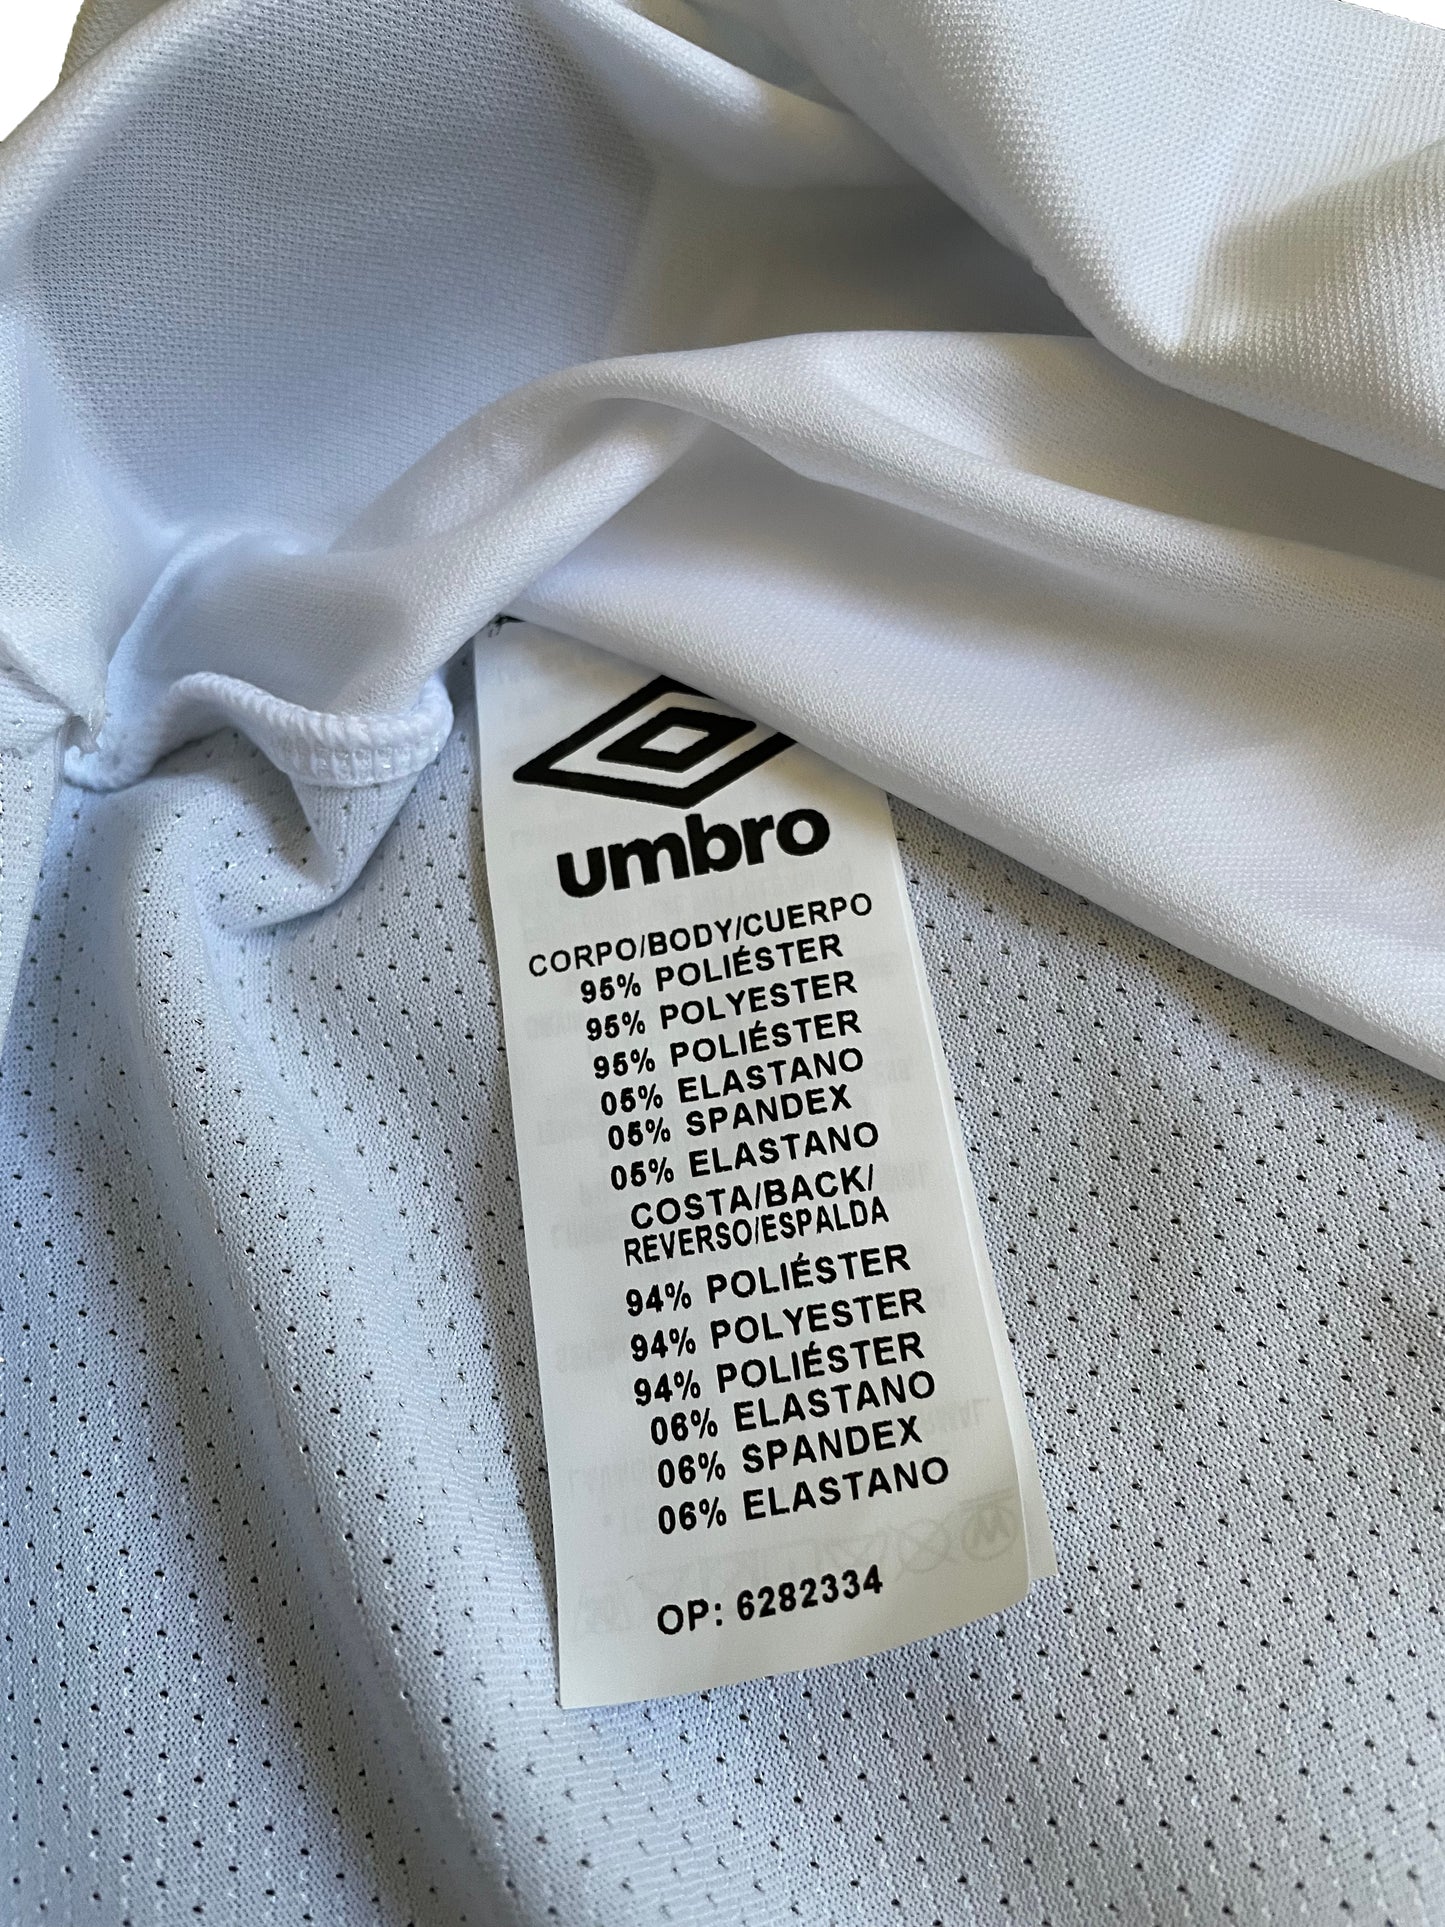 umbro
CORPO/BODY/CUERPO
95% POLIÉSTER
95% POLYESTER
95% POLIÉSTER
05% ELASTANO
05% SPANDEX
05% ELASTANO
COSTA/BACK/
REVERSO/ESPALDA
94% POLIÉSTER
94% POLYESTER
94% POLIÉSTER
06% ELASTANO
06% SPANDEX
06% ELASTANO
OP: 6282334